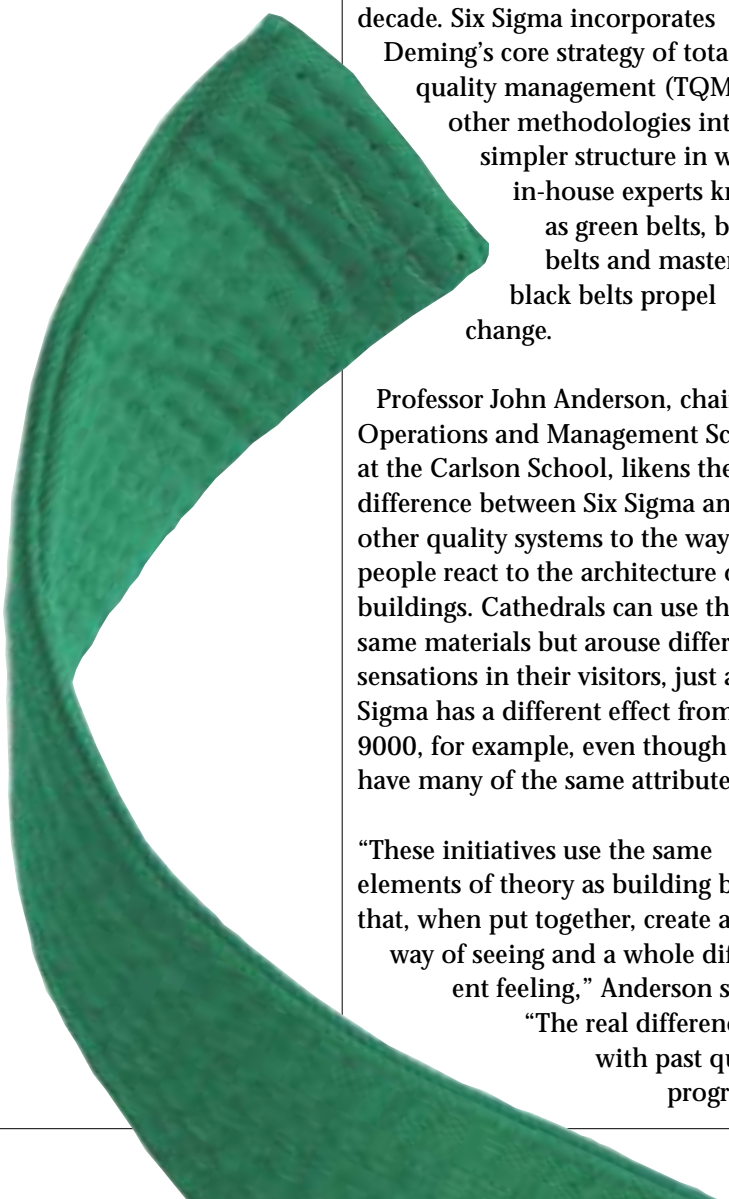 decade. Six Sigma incorporates
Deming’s core strategy of tota
quality management (TQM
other methodologies int
simpler structure in w
in-house experts kn
as green belts, b
belts and master
black belts propel
change.
Professor John Anderson, chair
Operations and Management Sc
at the Carlson School, likens the
difference between Six Sigma an
other quality systems to the way
people react to the architecture o
buildings. Cathedrals can use th
same materials but arouse differ
sensations in their visitors, just a
Sigma has a different effect from
9000, for example, even though
have many of the same attribute
“These initiatives use the same
elements of theory as building b
that, when put together, create a
way of seeing and a whole dif
ent feeling,” Anderson s
“The real differenc
with past qu
progr